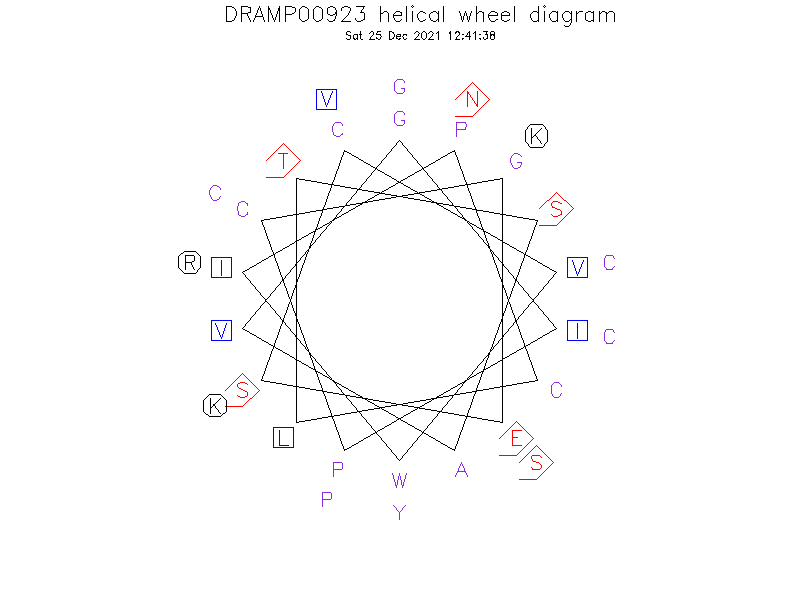 DRAMP00923 helical wheel diagram
Sat 25 Dec 2021 12:41:38
G
V
N
G
C
P
K
T
G
C
C
S
R
I
V
C
V
I
C
S
C
K
L
E
P
W
A
S
P
Y